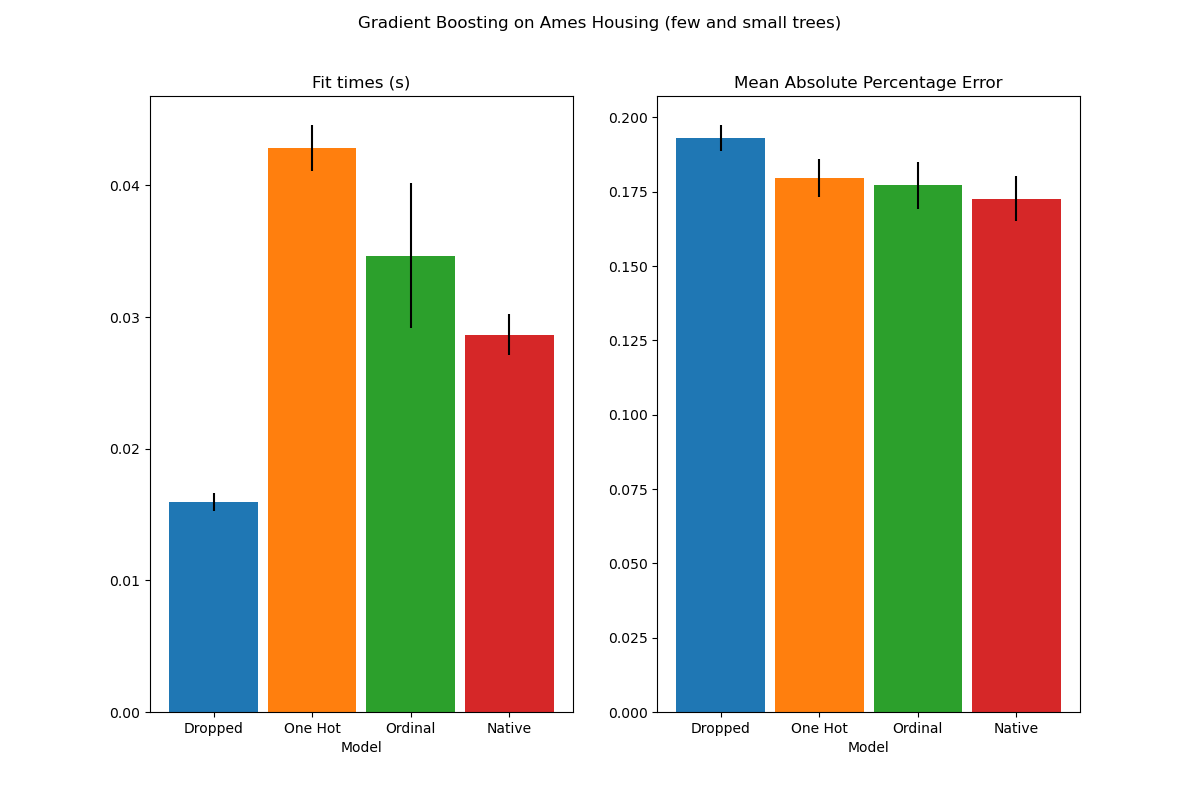 Gradient Boosting on Ames Housing (few and small trees)
Fit times (s)
0.04
0.03
0.02
0.01
0.00
Dropped One Hot Ordinal Native
Model
Mean Absolute Percentage Error
0.200
0.175
0.150
0.125
0.100
0.075
0.050
0.025
0.000
Dropped One Hot Ordinal Native
Model